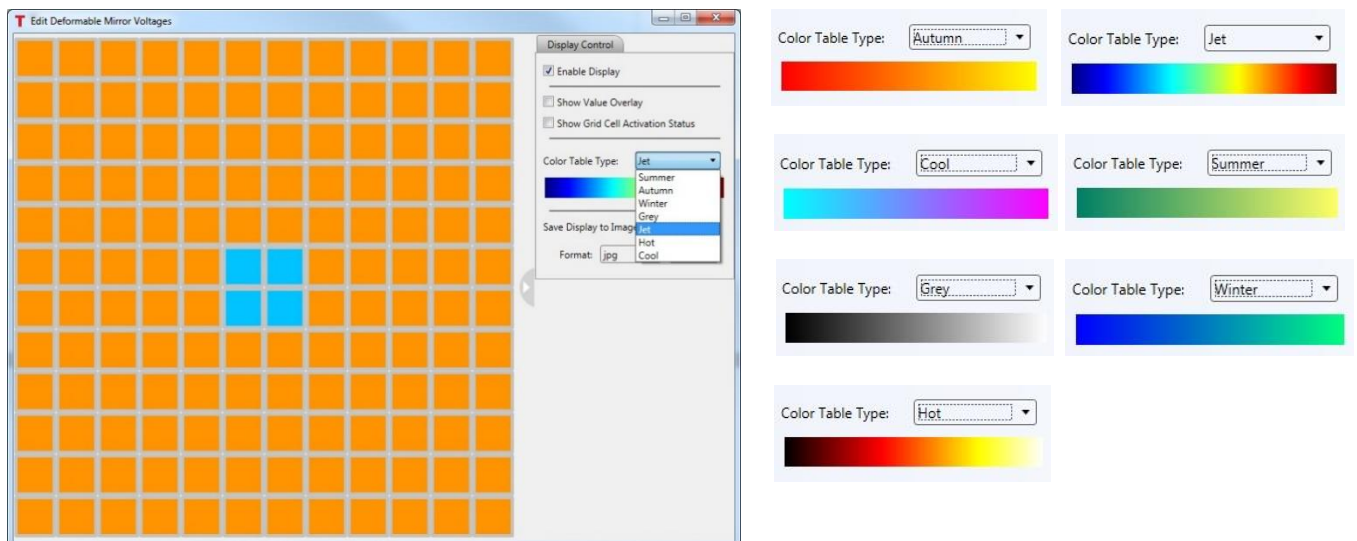 T Edit Deformable Mirror Voltages
Display Control
Enable Display
Show Value Overlay
Show Grid Cell Activation Status
Color Table Type: Jet
Summer
Autumn
Winter
Grey
Jet
Hot
Cool
Save Display to Imag
Format: jpg
Color Table Type: Autumn
Color Table Type: Jet
Color Table Type: Cool
Color Table Type: Summer
Color Table Type: Grey
Color Table Type: Winter
Color Table Type: Hot